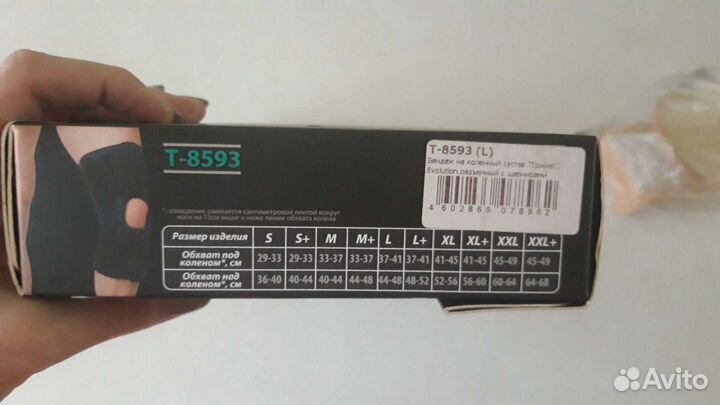 T-8593
T-8593 (L)
Бандаж на коленный сустав "Тривес"
Evolution разъемный с шарнирами
4 602866 078962
*- измерение снимается сантиметровой лентой вокруг
ноги на 15см выше и ниже линии обхвата колена
Размер изделия S S+ M M+ L L+ XL XL+ XXL XXL+
Обхват под коленом*, см 29-33 29-33 33-37 33-37 37-41 37-41 41-45 41-45 45-49 45-49
Обхват над коленом*, см 36-40 40-44 40-44 44-48 44-48 48-52 52-56 56-60 60-64 64-68
Avito